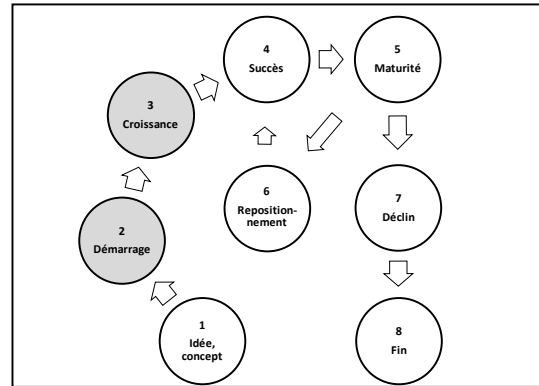 4
Succès
5
Maturité
3
Croissance
6
Reposition-
nement
7
Déclin
2
Démarrage
1
Idée,
concept
8
Fin